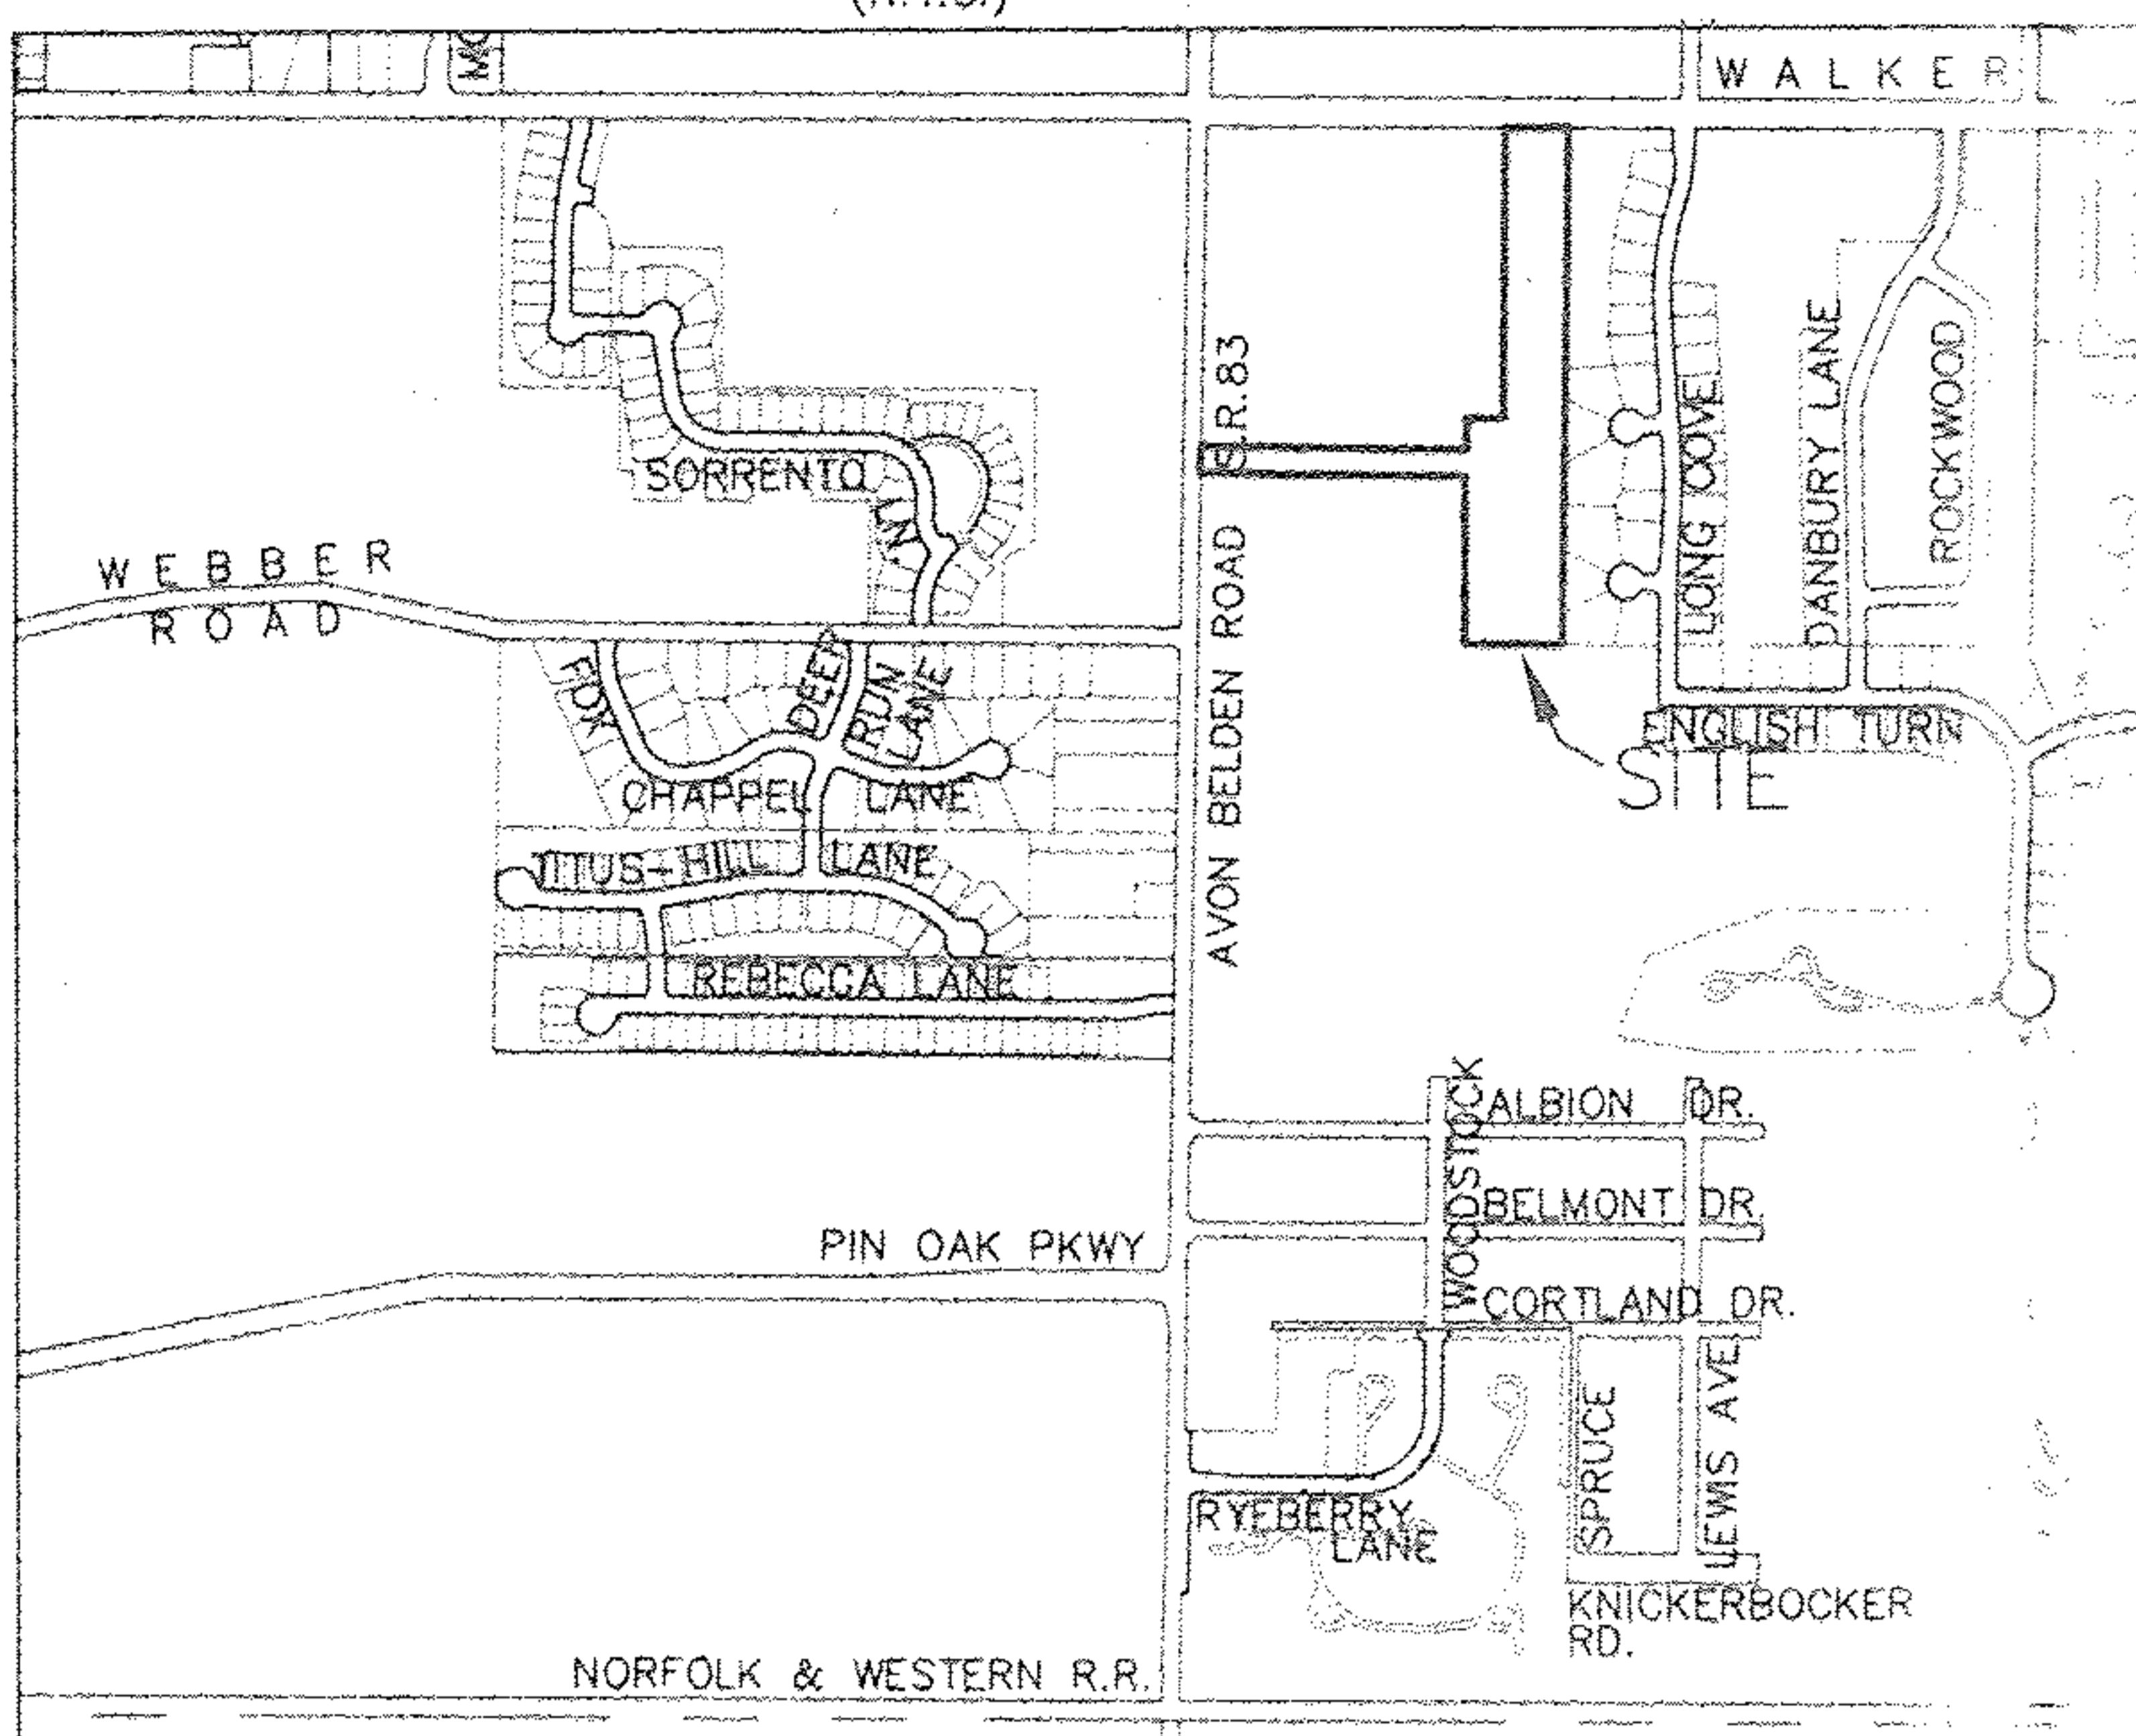 (N.T.S.)
WALKER
S.R.83
SORRENTO
LN.
LONG COVE
DANBURY LANE
ROCKWOOD
WEBBER
ROAD
AVON BELDEN ROAD
FOX
DEER
RUN
LANE
ENGLISH TURN
SITE
CHAPPEL LANE
TITUS-HILL LANE
REBECCA LANE
WOODSTOCK
ALBION DR.
BELMONT DR.
PIN OAK PKWY
CORTLAND DR.
SPRUCE
LEWIS AVE.
RYEBERRY
LANE
KNICKERBOCKER
RD.
NORFOLK & WESTERN R.R.